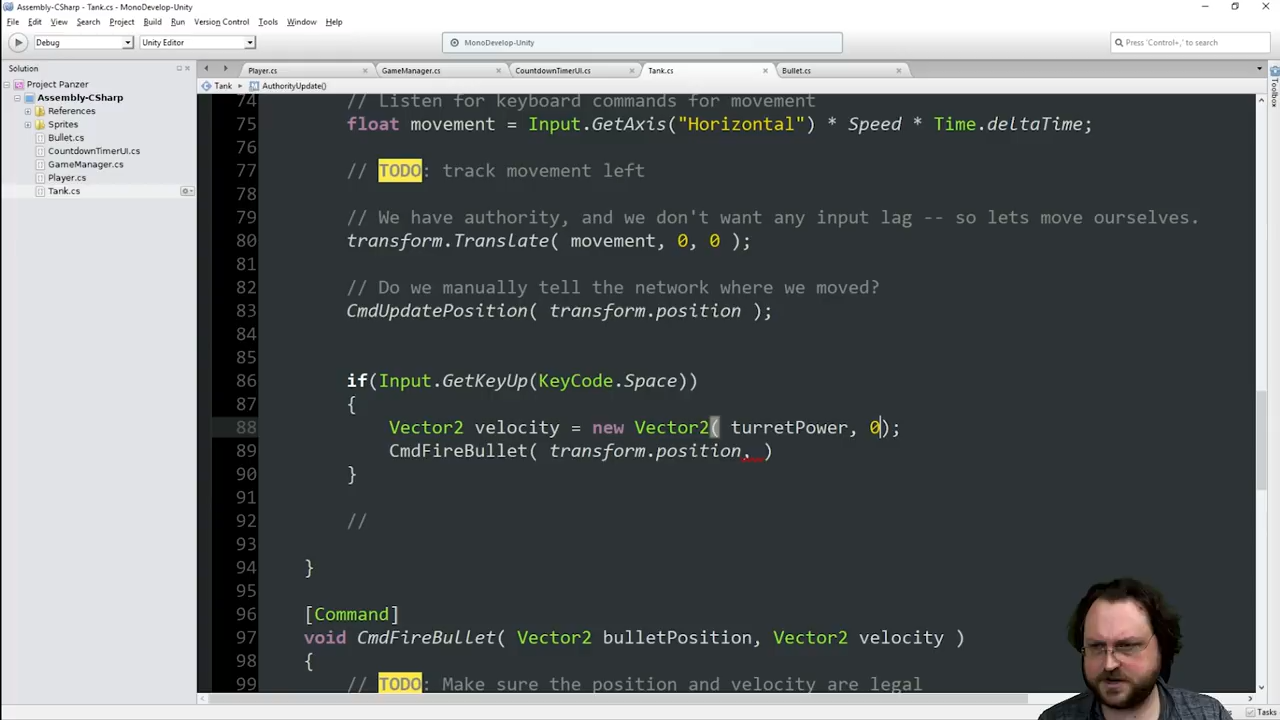 Assembly-CSharp - Tank.cs - MonoDevelop-Unity
File Edit View Search Project Build Run Version Control Tools Window Help
Debug Unity Editor MonoDevelop-Unity Press 'Control+,' to search
Solution
Project Panzer
Assembly-CSharp
References
Sprites
Bullet.cs
CountdownTimerUI.cs
GameManager.cs
Player.cs
Tank.cs
Player.cs GameManager.cs CountdownTimerUI.cs Tank.cs Bullet.cs
Tank AuthorityUpdate()
74 // Listen for keyboard commands for movement
75 float movement = Input.GetAxis("Horizontal") * Speed * Time.deltaTime;
76
77 // TODO: track movement left
78
79 // We have authority, and we don't want any input lag -- so lets move ourselves.
80 transform.Translate( movement, 0, 0 );
81
82 // Do we manually tell the network where we moved?
83 CmdUpdatePosition( transform.position );
84
85
86 if(Input.GetKeyUp(KeyCode.Space))
87 {
88 Vector2 velocity = new Vector2( turretPower, 0);
89 CmdFireBullet( transform.position, )
90 }
91
92 //
93
94 }
95
96 [Command]
97 void CmdFireBullet( Vector2 bulletPosition, Vector2 velocity )
98 {
99 // TODO: Make sure the position and velocity are legal
Toolbox
Tasks